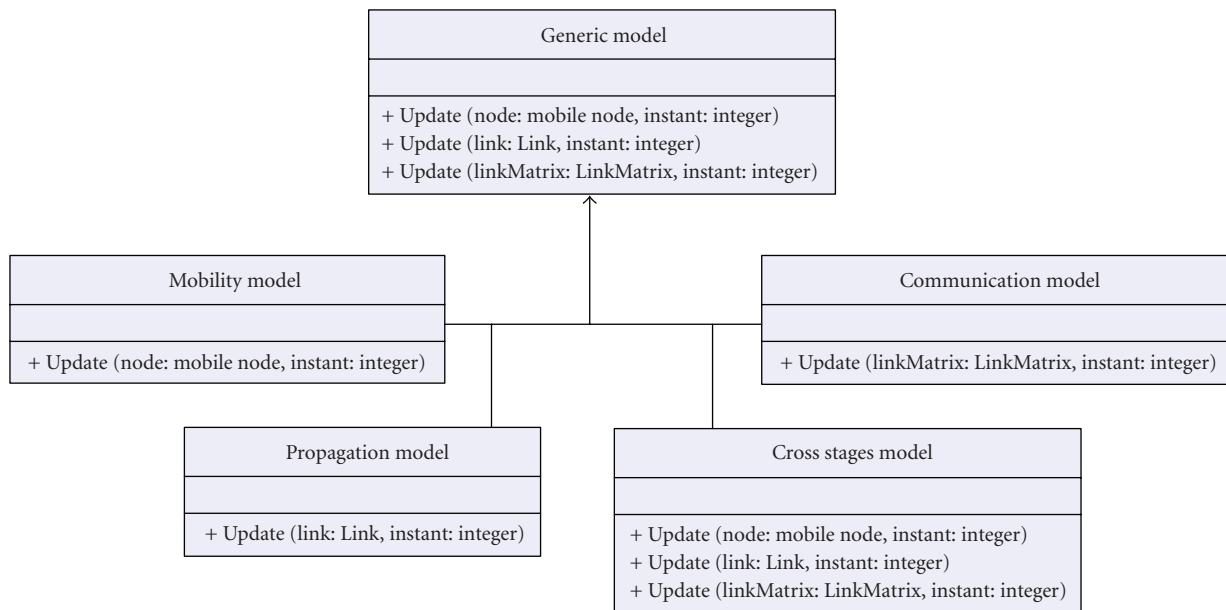 Generic model
+ Update (node: mobile node, instant: integer)
+ Update (link: Link, instant: integer)
+ Update (linkMatrix: LinkMatrix, instant: integer)
Mobility model
+ Update (node: mobile node, instant: integer)
Communication model
+ Update (linkMatrix: LinkMatrix, instant: integer)
Propagation model
+ Update (link: Link, instant: integer)
Cross stages model
+ Update (node: mobile node, instant: integer)
+ Update (link: Link, instant: integer)
+ Update (linkMatrix: LinkMatrix, instant: integer)